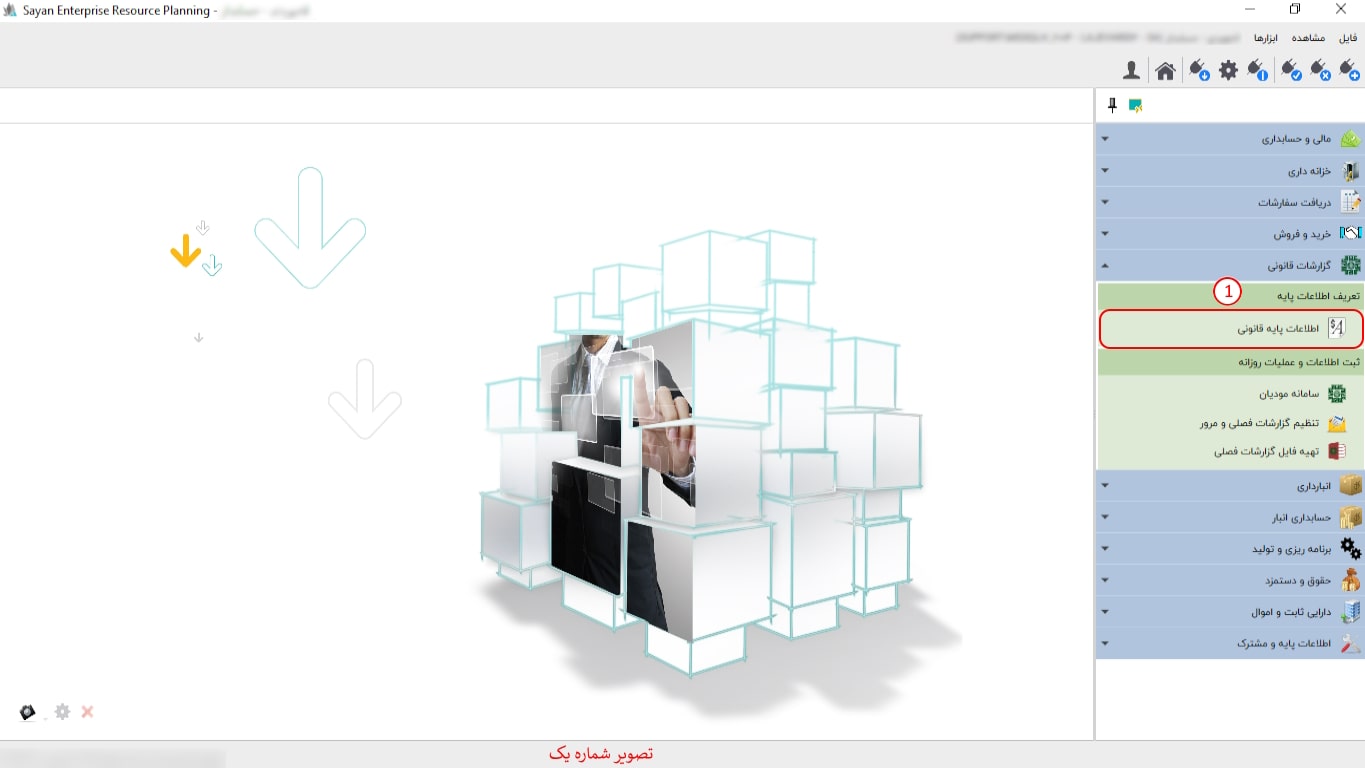 Sayan Enterprise Resource Planning -
فایل مشاهده ابزارها
مالی و حسابداری
خزانه داری
دریافت سفارشات
خرید و فروش
گزارشات قانونی
1
تعریف اطلاعات پایه
اطلاعات پایه قانونی
ثبت اطلاعات و عملیات روزانه
سامانه مودیان
تنظیم گزارشات فصلی و مرور
تهیه فایل گزارشات فصلی
انبارداری
حسابداری انبار
برنامه ریزی و تولید
حقوق و دستمزد
دارایی ثابت و اموال
اطلاعات پایه و مشترک
تصویر شماره یک